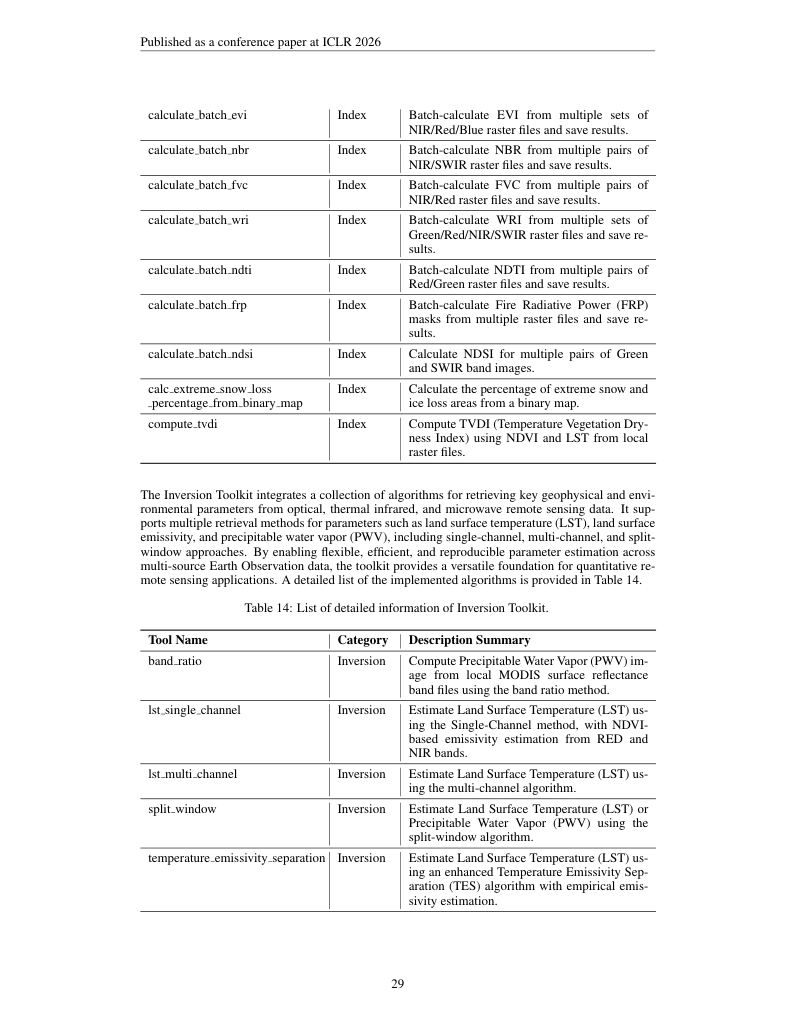 Published as a conference paper at ICLR 2026
calculate_batch_evi Index Batch-calculate EVI from multiple sets of
NIR/Red/Blue raster files and save results.
calculate_batch_nbr Index Batch-calculate NBR from multiple pairs of
NIR/SWIR raster files and save results.
calculate_batch_fvc Index Batch-calculate FVC from multiple pairs of
NIR/Red raster files and save results.
calculate_batch_wri Index Batch-calculate WRI from multiple sets of
Green/Red/NIR/SWIR raster files and save re-
sults.
calculate_batch_ndti Index Batch-calculate NDTI from multiple pairs of
Red/Green raster files and save results.
calculate_batch_frp Index Batch-calculate Fire Radiative Power (FRP)
masks from multiple raster files and save re-
sults.
calculate_batch_ndsi Index Calculate NDSI for multiple pairs of Green
and SWIR band images.
calc_extreme_snow_loss Index Calculate the percentage of extreme snow and
_percentage_from_binary_map ice loss areas from a binary map.
compute_tvdi Index Compute TVDI (Temperature Vegetation Dry-
ness Index) using NDVI and LST from local
raster files.
The Inversion Toolkit integrates a collection of algorithms for retrieving key geophysical and envi-
ronmental parameters from optical, thermal infrared, and microwave remote sensing data. It sup-
ports multiple retrieval methods for parameters such as land surface temperature (LST), land surface
emissivity, and precipitable water vapor (PWV), including single-channel, multi-channel, and split-
window approaches. By enabling flexible, efficient, and reproducible parameter estimation across
multi-source Earth Observation data, the toolkit provides a versatile foundation for quantitative re-
mote sensing applications. A detailed list of the implemented algorithms is provided in Table 14.
Table 14: List of detailed information of Inversion Toolkit.
Tool Name Category Description Summary
band_ratio Inversion Compute Precipitable Water Vapor (PWV) im-
age from local MODIS surface reflectance
band files using the band ratio method.
lst_single_channel Inversion Estimate Land Surface Temperature (LST) us-
ing the Single-Channel method, with NDVI-
based emissivity estimation from RED and
NIR bands.
lst_multi_channel Inversion Estimate Land Surface Temperature (LST) us-
ing the multi-channel algorithm.
split_window Inversion Estimate Land Surface Temperature (LST) or
Precipitable Water Vapor (PWV) using the
split-window algorithm.
temperature_emissivity_separation Inversion Estimate Land Surface Temperature (LST) us-
ing an enhanced Temperature Emissivity Sep-
aration (TES) algorithm with empirical emis-
sivity estimation.
29